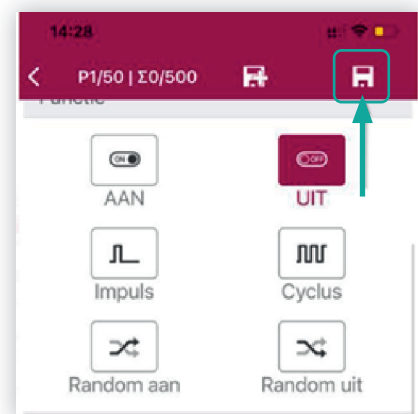 14:28
P1/50 | Σ0/500
Functie
ON
OFF
AAN
UIT
Impuls
Cyclus
Random aan
Random uit